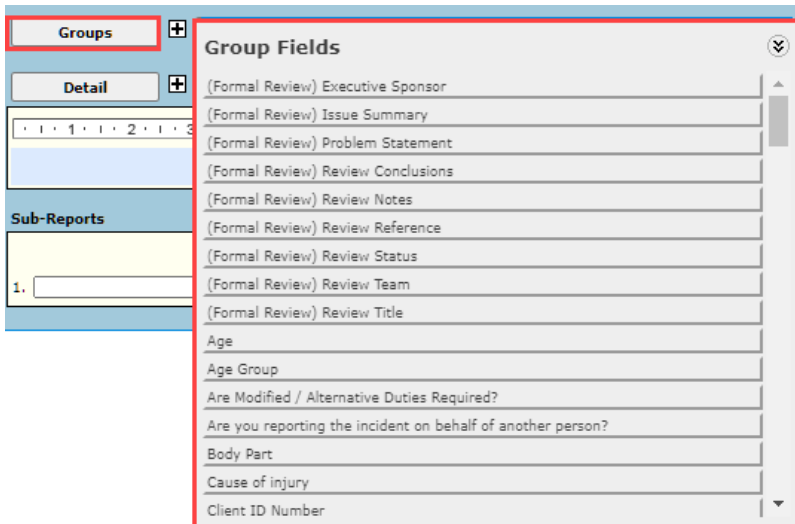 Groups
Group Fields
Detail
(Formal Review) Executive Sponsor
(Formal Review) Issue Summary
1 2 3
(Formal Review) Problem Statement
(Formal Review) Review Conclusions
(Formal Review) Review Notes
Sub-Reports
(Formal Review) Review Reference
(Formal Review) Review Status
1.
(Formal Review) Review Team
(Formal Review) Review Title
Age
Age Group
Are Modified / Alternative Duties Required?
Are you reporting the incident on behalf of another person?
Body Part
Cause of injury
Client ID Number